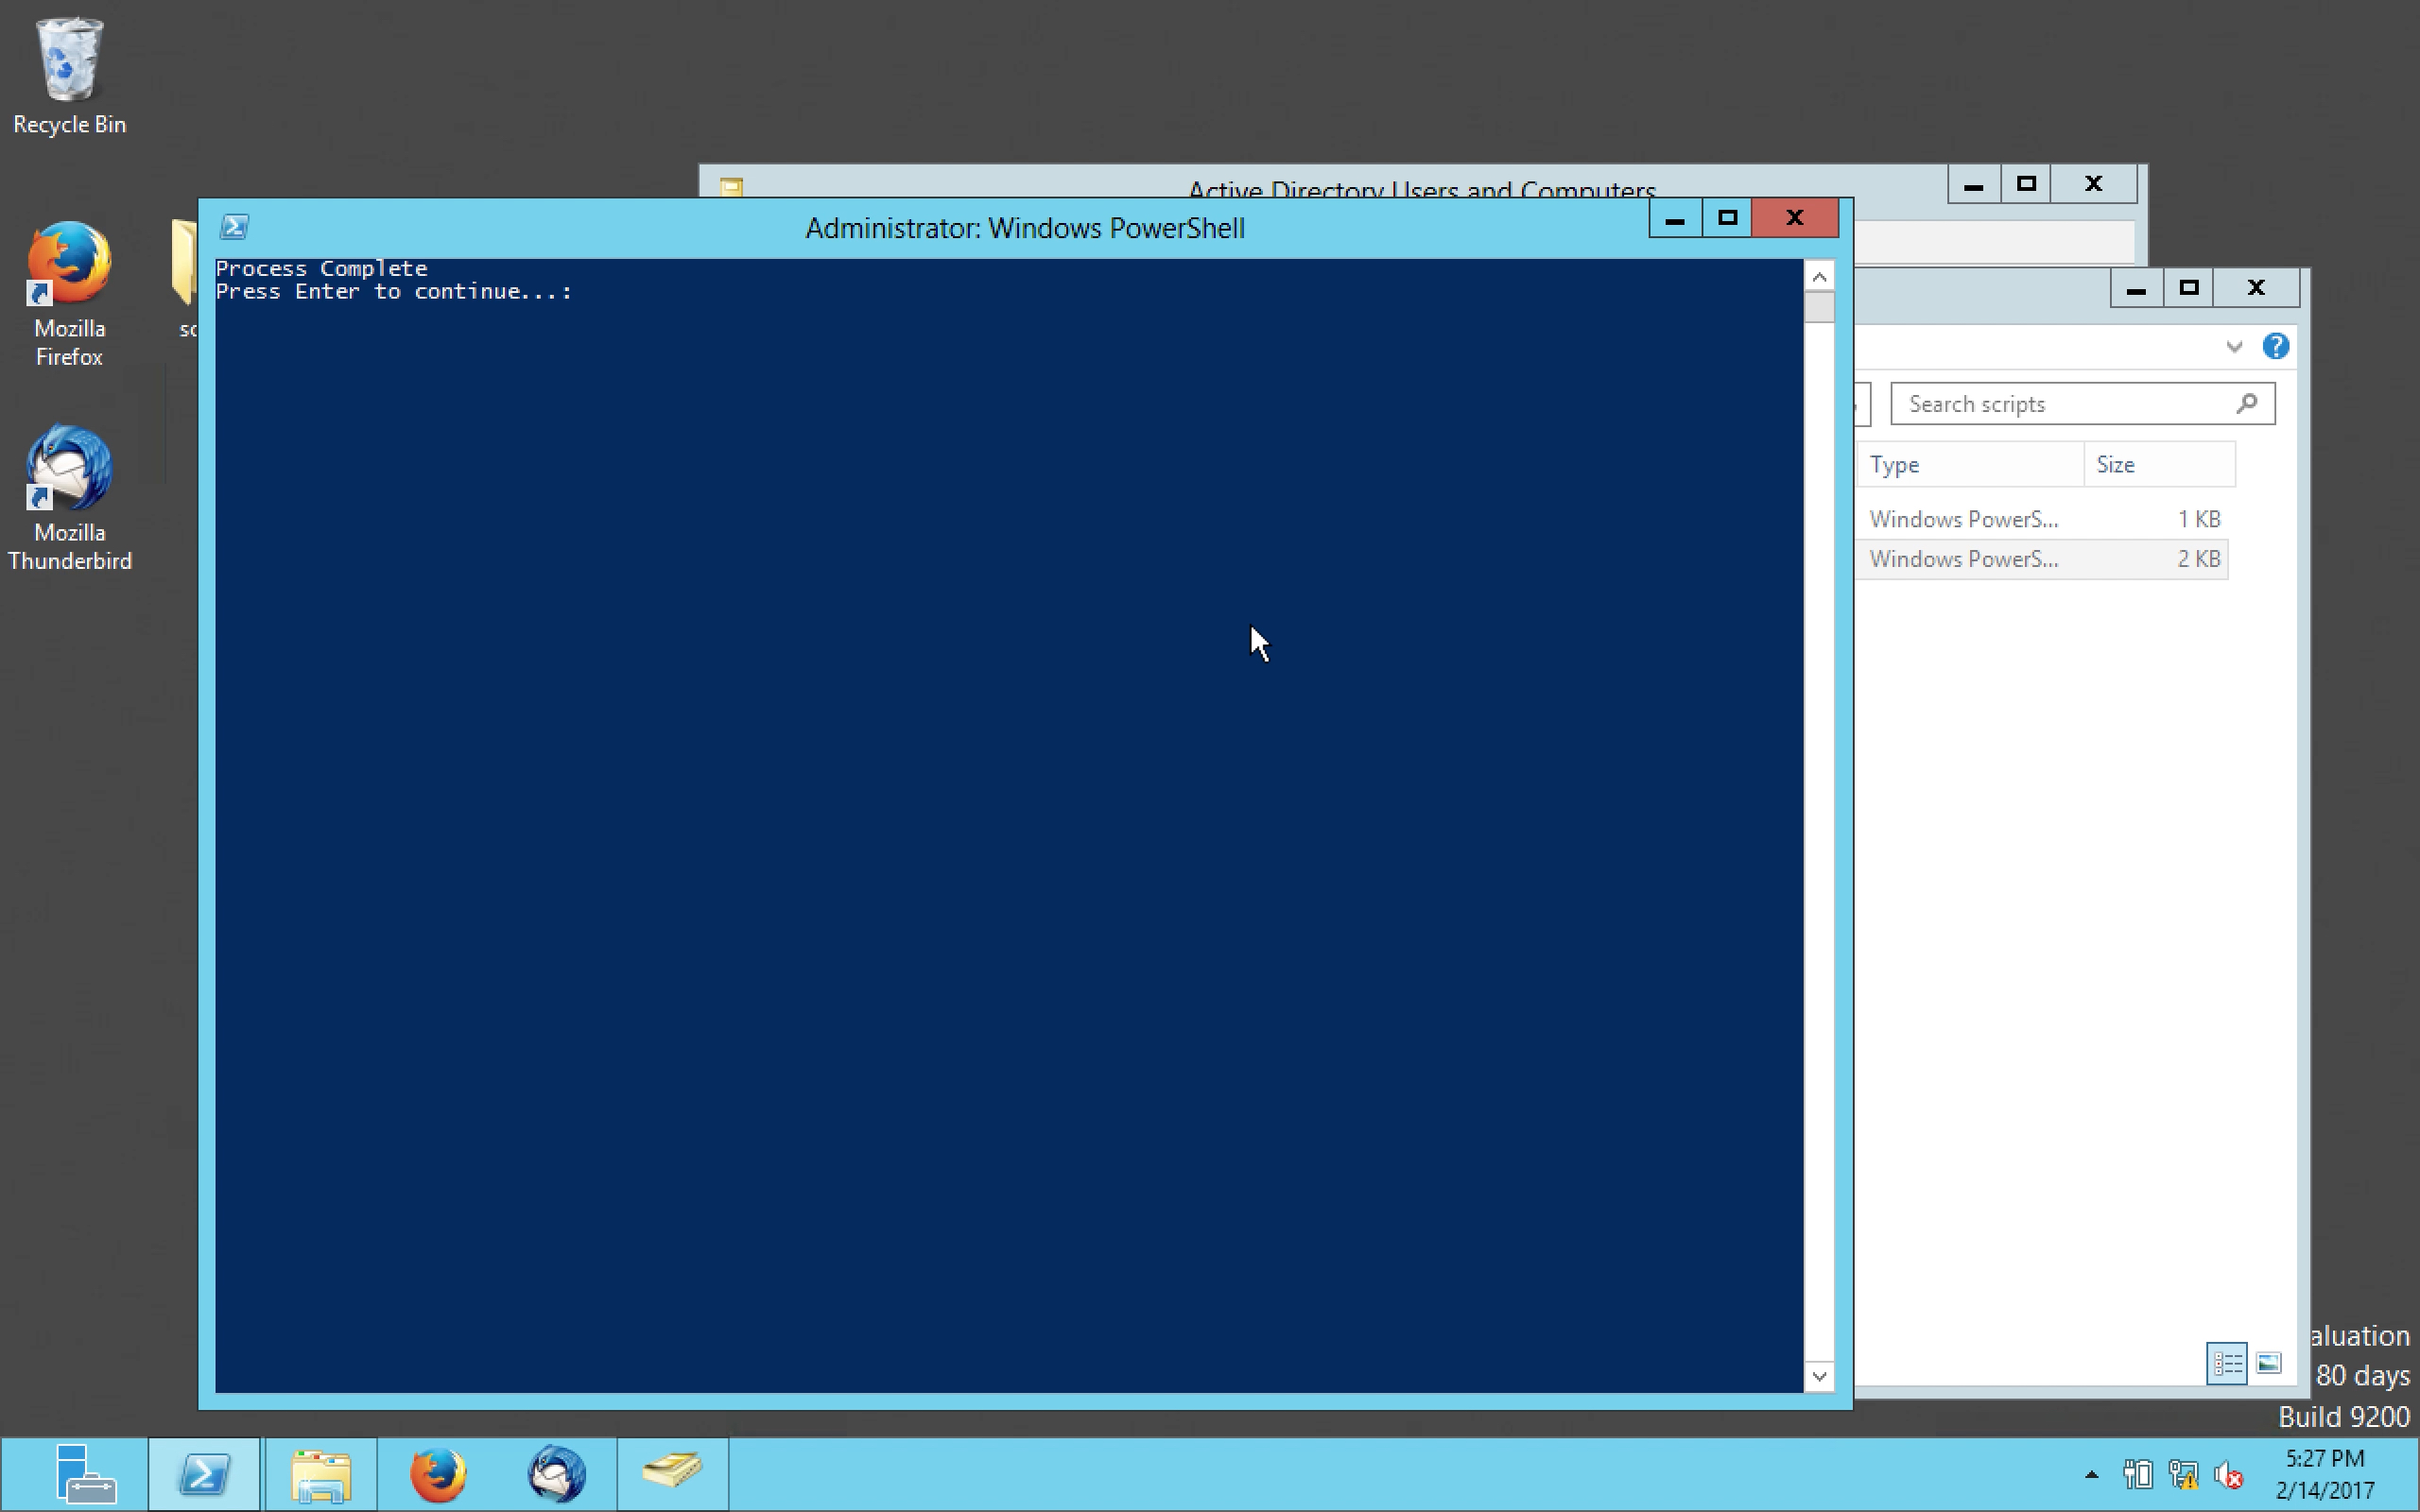 Recycle Bin
Active Directory Users and Computers
Administrator: Windows PowerShell
Process Complete
Press Enter to continue...:
Mozilla
Firefox
sc
Search scripts
Type Size
Windows PowerS... 1 KB
Windows PowerS... 2 KB
Mozilla
Thunderbird
aluation
80 days
Build 9200
5:27 PM
2/14/2017